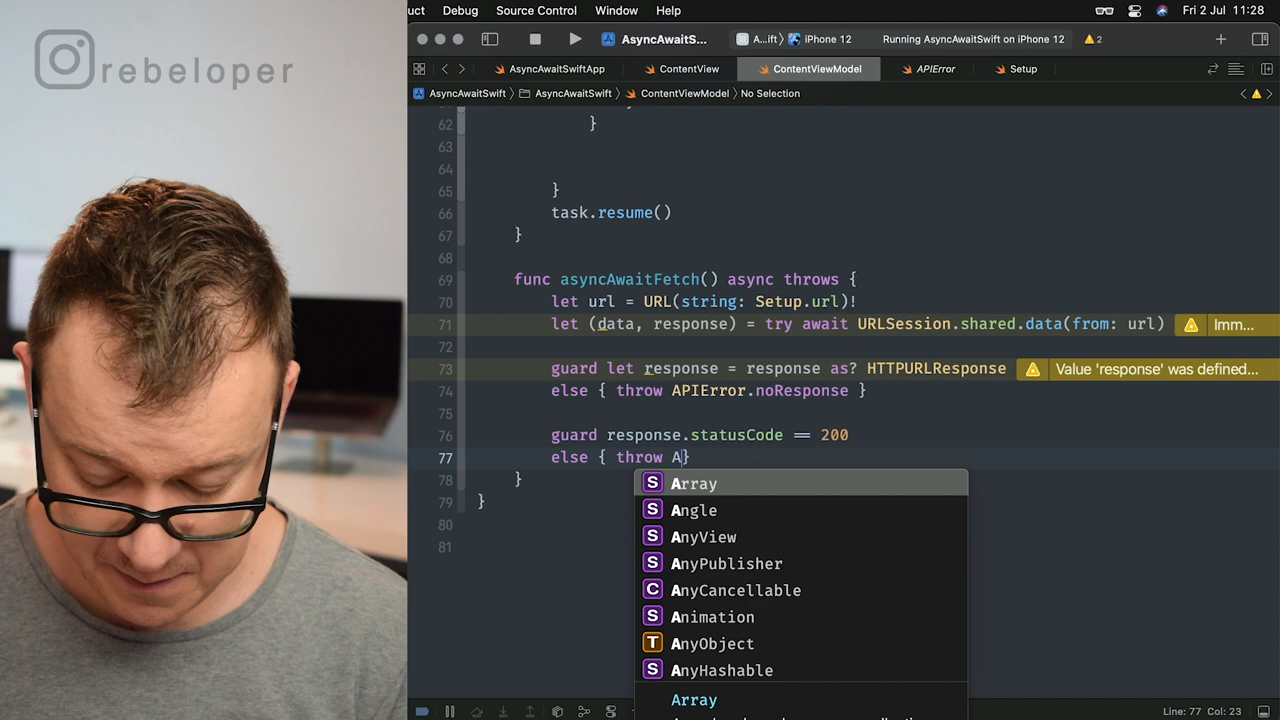 uct Debug Source Control Window Help Fri 2 Jul 11:28
rebeloper
AsyncAwaitS... A..ift〉 iPhone 12 Running AsyncAwaitSwift on iPhone 12 2
AsyncAwaitSwiftApp ContentView ContentViewModel APIError Setup
AsyncAwaitSwift 〉 AsyncAwaitSwift 〉 ContentViewModel 〉 No Selection
62 }
63
64
65 }
66 task.resume()
67 }
68
69 func asyncAwaitFetch() async throws {
70 let url = URL(string: Setup.url)!
71 let (data, response) = try await URLSession.shared.data(from: url) Imm...
72
73 guard let response = response as? HTTPURLResponse Value 'response' was defined...
74 else { throw APIError.noResponse }
75
76 guard response.statusCode == 200
77 else { throw A}
78 }
79 }
80
81
S Array
S Angle
S AnyView
S AnyPublisher
C AnyCancellable
S Animation
T AnyObject
S AnyHashable
Array
Line: 77 Col: 23